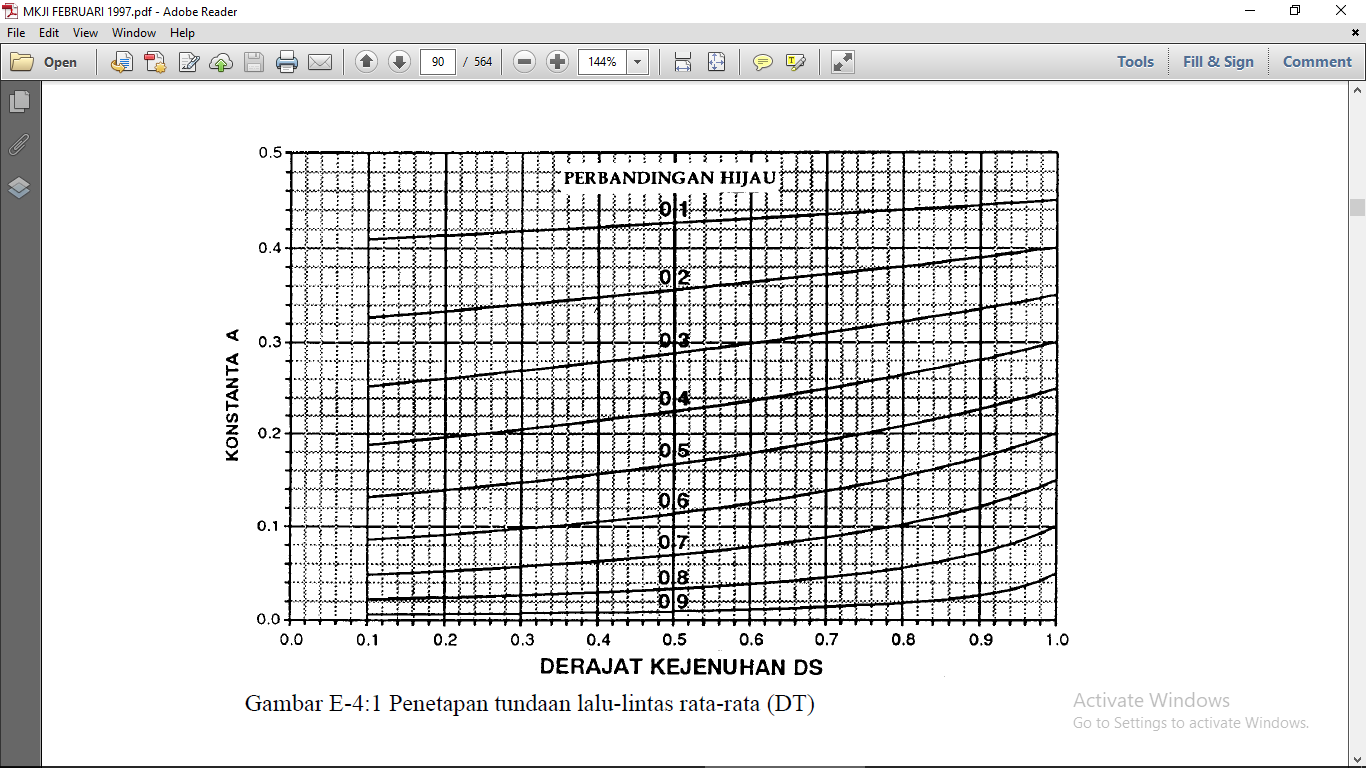 MKJI FEBRUARI 1997.pdf - Adobe Reader
File Edit View Window Help
Open 90 / 564 144% Tools Fill & Sign Comment
0.5
PERBANDINGAN HIJAU
0.1
0.4
0.2
0.3
0.3
0.4
KONSTANTA A
0.2
0.5
0.6
0.1
0.7
0.8
0.9
0.0
0.0 0.1 0.2 0.3 0.4 0.5 0.6 0.7 0.8 0.9 1.0
DERAJAT KEJENUHAN DS
Gambar E-4:1 Penetapan tundaan lalu-lintas rata-rata (DT)
Activate Windows
Go to Settings to activate Windows.